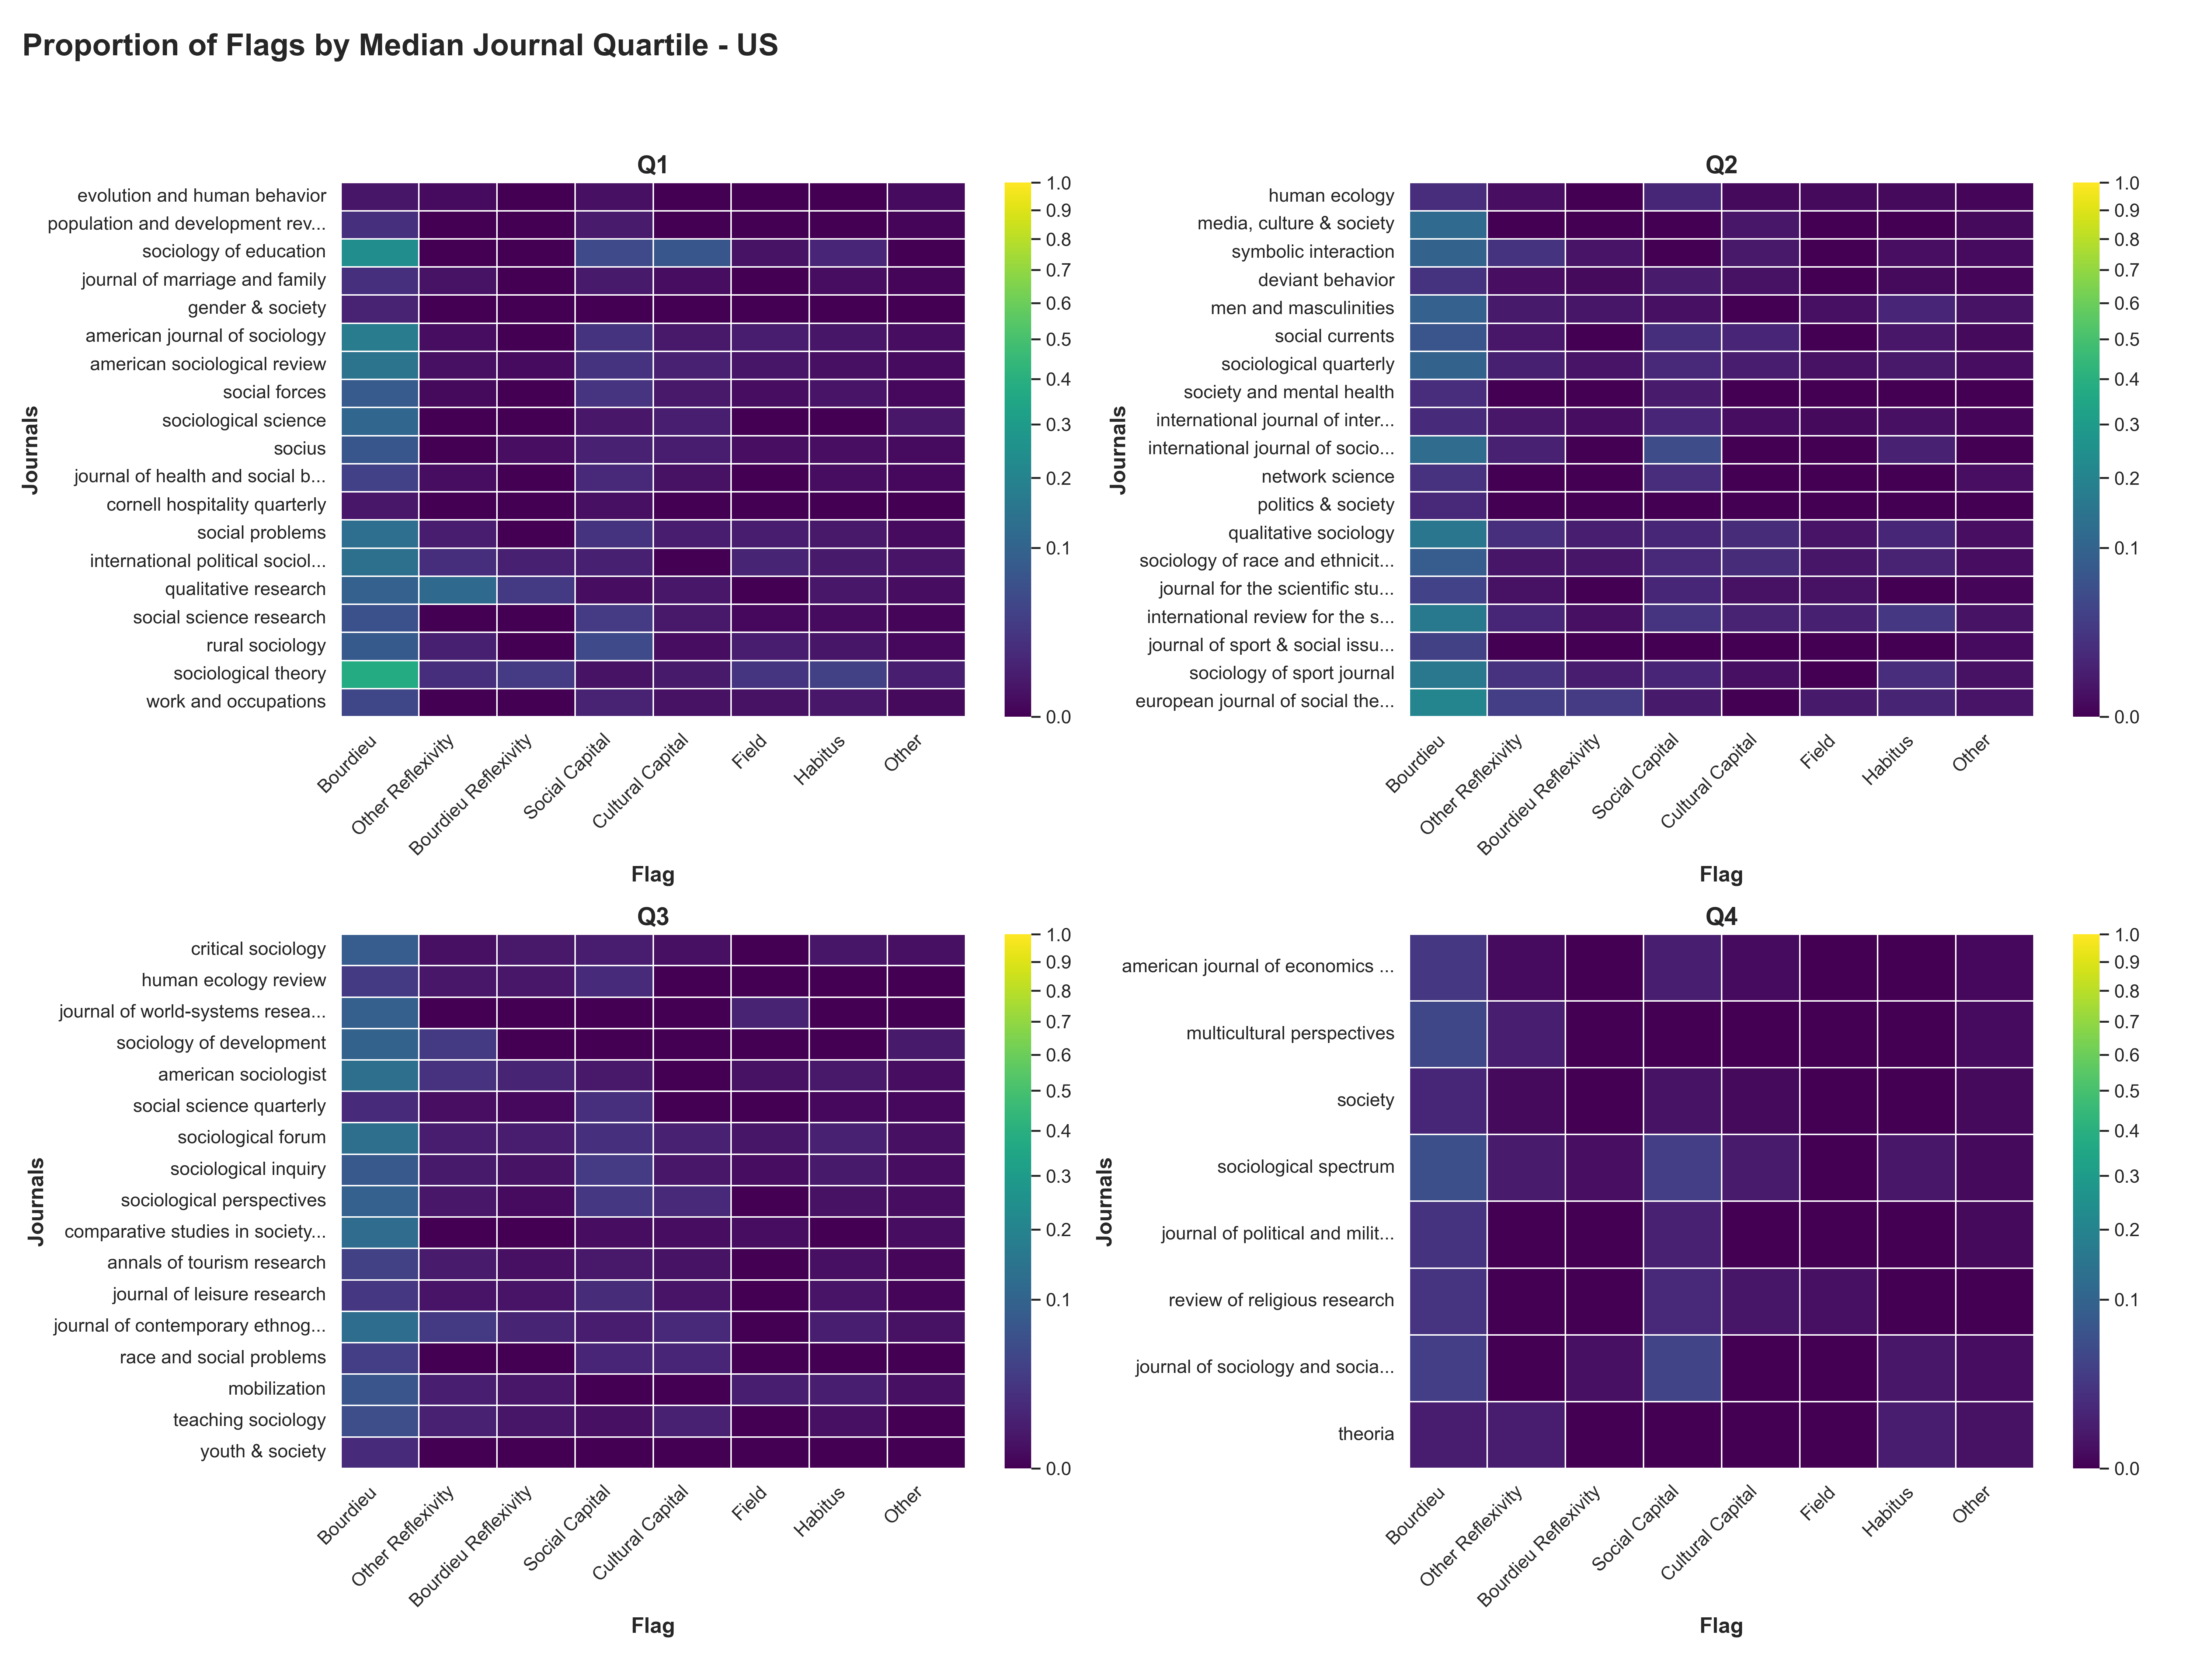 Proportion of Flags by Median Journal Quartile - US
Q1
Journals
evolution and human behavior
population and development rev...
sociology of education
journal of marriage and family
gender & society
american journal of sociology
american sociological review
social forces
sociological science
socius
journal of health and social b...
cornell hospitality quarterly
social problems
international political sociol...
qualitative research
social science research
rural sociology
sociological theory
work and occupations
Bourdieu
Other Reflexivity
Bourdieu Reflexivity
Social Capital
Cultural Capital
Field
Habitus
Other
Flag
1.0
0.9
0.8
0.7
0.6
0.5
0.4
0.3
0.2
0.1
0.0
Q2
Journals
human ecology
media, culture & society
symbolic interaction
deviant behavior
men and masculinities
social currents
sociological quarterly
society and mental health
international journal of inter...
international journal of socio...
network science
politics & society
qualitative sociology
sociology of race and ethnicit...
journal for the scientific stu...
international review for the s...
journal of sport & social issu...
sociology of sport journal
european journal of social the...
Bourdieu
Other Reflexivity
Bourdieu Reflexivity
Social Capital
Cultural Capital
Field
Habitus
Other
Flag
1.0
0.9
0.8
0.7
0.6
0.5
0.4
0.3
0.2
0.1
0.0
Q3
Journals
critical sociology
human ecology review
journal of world-systems resea...
sociology of development
american sociologist
social science quarterly
sociological forum
sociological inquiry
sociological perspectives
comparative studies in society...
annals of tourism research
journal of leisure research
journal of contemporary ethnog...
race and social problems
mobilization
teaching sociology
youth & society
Bourdieu
Other Reflexivity
Bourdieu Reflexivity
Social Capital
Cultural Capital
Field
Habitus
Other
Flag
1.0
0.9
0.8
0.7
0.6
0.5
0.4
0.3
0.2
0.1
0.0
Q4
Journals
american journal of economics ...
multicultural perspectives
society
sociological spectrum
journal of political and milit...
review of religious research
journal of sociology and socia...
theoria
Bourdieu
Other Reflexivity
Bourdieu Reflexivity
Social Capital
Cultural Capital
Field
Habitus
Other
Flag
1.0
0.9
0.8
0.7
0.6
0.5
0.4
0.3
0.2
0.1
0.0